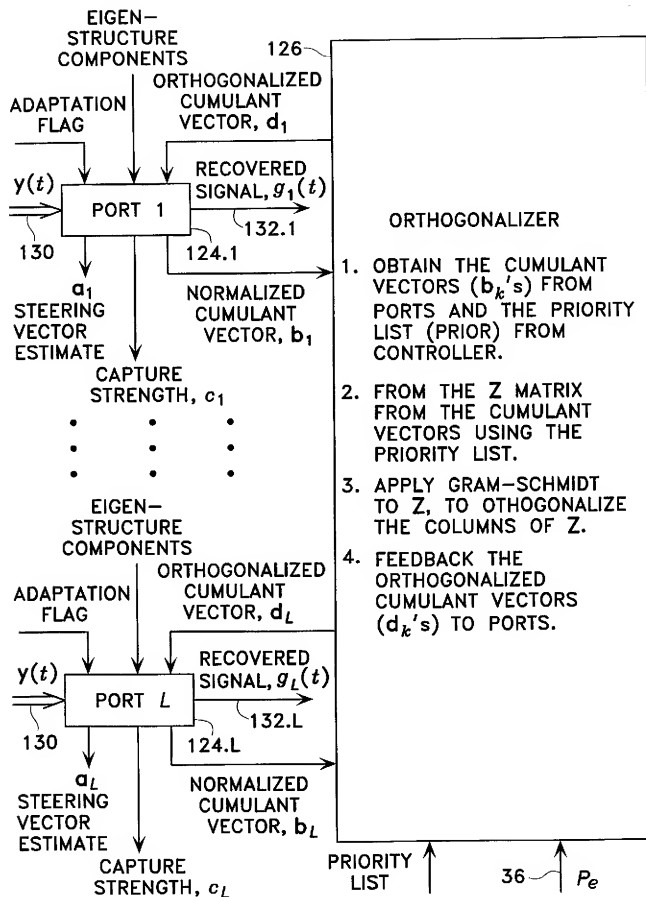 EIGEN-
STRUCTURE
COMPONENTS
126
ORTHOGONALIZED
CUMULANT
VECTOR, d1
ADAPTATION
FLAG
y(t)
130
PORT 1
RECOVERED
SIGNAL, g1(t)
132.1
124.1
a1
STEERING
VECTOR
ESTIMATE
NORMALIZED
CUMULANT
VECTOR, b1
CAPTURE
STRENGTH, c1
EIGEN-
STRUCTURE
COMPONENTS
ORTHOGONALIZED
CUMULANT
VECTOR, dL
ADAPTATION
FLAG
y(t)
130
PORT L
RECOVERED
SIGNAL, gL(t)
132.L
124.L
aL
STEERING
VECTOR
ESTIMATE
NORMALIZED
CUMULANT
VECTOR, bL
CAPTURE
STRENGTH, cL
ORTHOGONALIZER
1. OBTAIN THE CUMULANT
VECTORS (bk's) FROM
PORTS AND THE PRIORITY
LIST (PRIOR) FROM
CONTROLLER.
2. FROM THE Z MATRIX
FROM THE CUMULANT
VECTORS USING THE
PRIORITY LIST.
3. APPLY GRAM-SCHMIDT
TO Z, TO OTHOGONALIZE
THE COLUMNS OF Z.
4. FEEDBACK THE
ORTHOGONALIZED
CUMULANT VECTORS
(dk's) TO PORTS.
PRIORITY
LIST
36
Pe